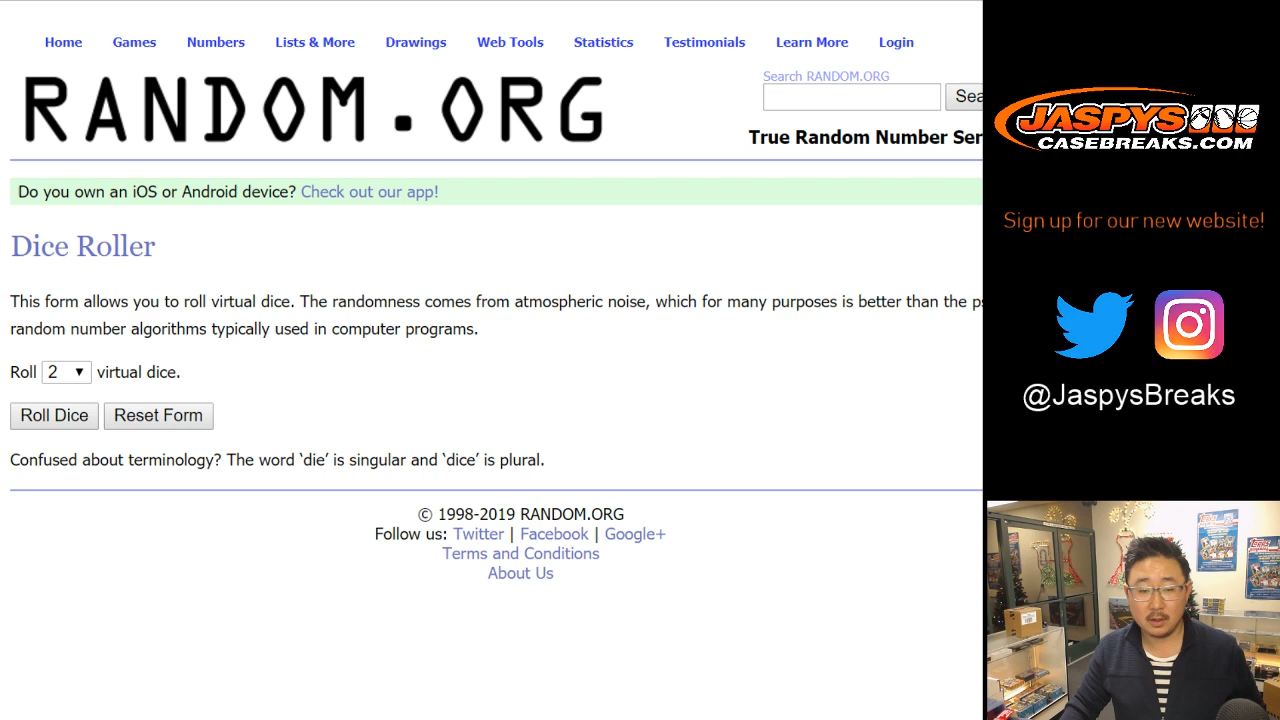 Home Games Numbers Lists & More Drawings Web Tools Statistics Testimonials Learn More Login
RANDOM.ORG
Search RANDOM.ORG
Sea
True Random Number Ser
Do you own an iOS or Android device? Check out our app!
Dice Roller
This form allows you to roll virtual dice. The randomness comes from atmospheric noise, which for many purposes is better than the ps
random number algorithms typically used in computer programs.
Roll 2 virtual dice.
Roll Dice Reset Form
Confused about terminology? The word ‘die’ is singular and ‘dice’ is plural.
© 1998-2019 RANDOM.ORG
Follow us: Twitter | Facebook | Google+
Terms and Conditions
About Us
JASPYS
CASEBREAKS.COM
Sign up for our new website!
@JaspysBreaks
Topps